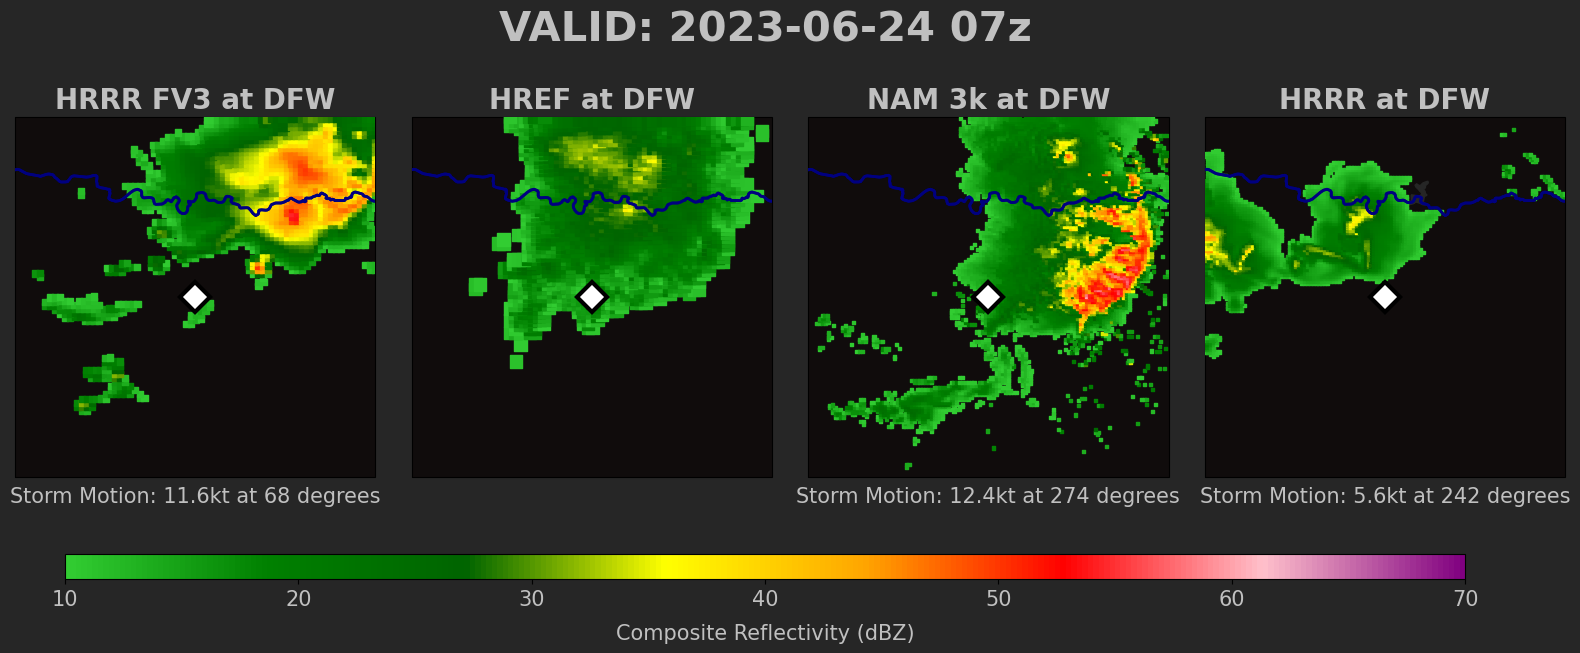 VALID: 2023-06-24 07z
HRRR FV3 at DFW
HREF at DFW
NAM 3k at DFW
HRRR at DFW
Storm Motion: 11.6kt at 68 degrees
Storm Motion: 12.4kt at 274 degrees
Storm Motion: 5.6kt at 242 degrees
10 20 30 40 50 60 70
Composite Reflectivity (dBZ)